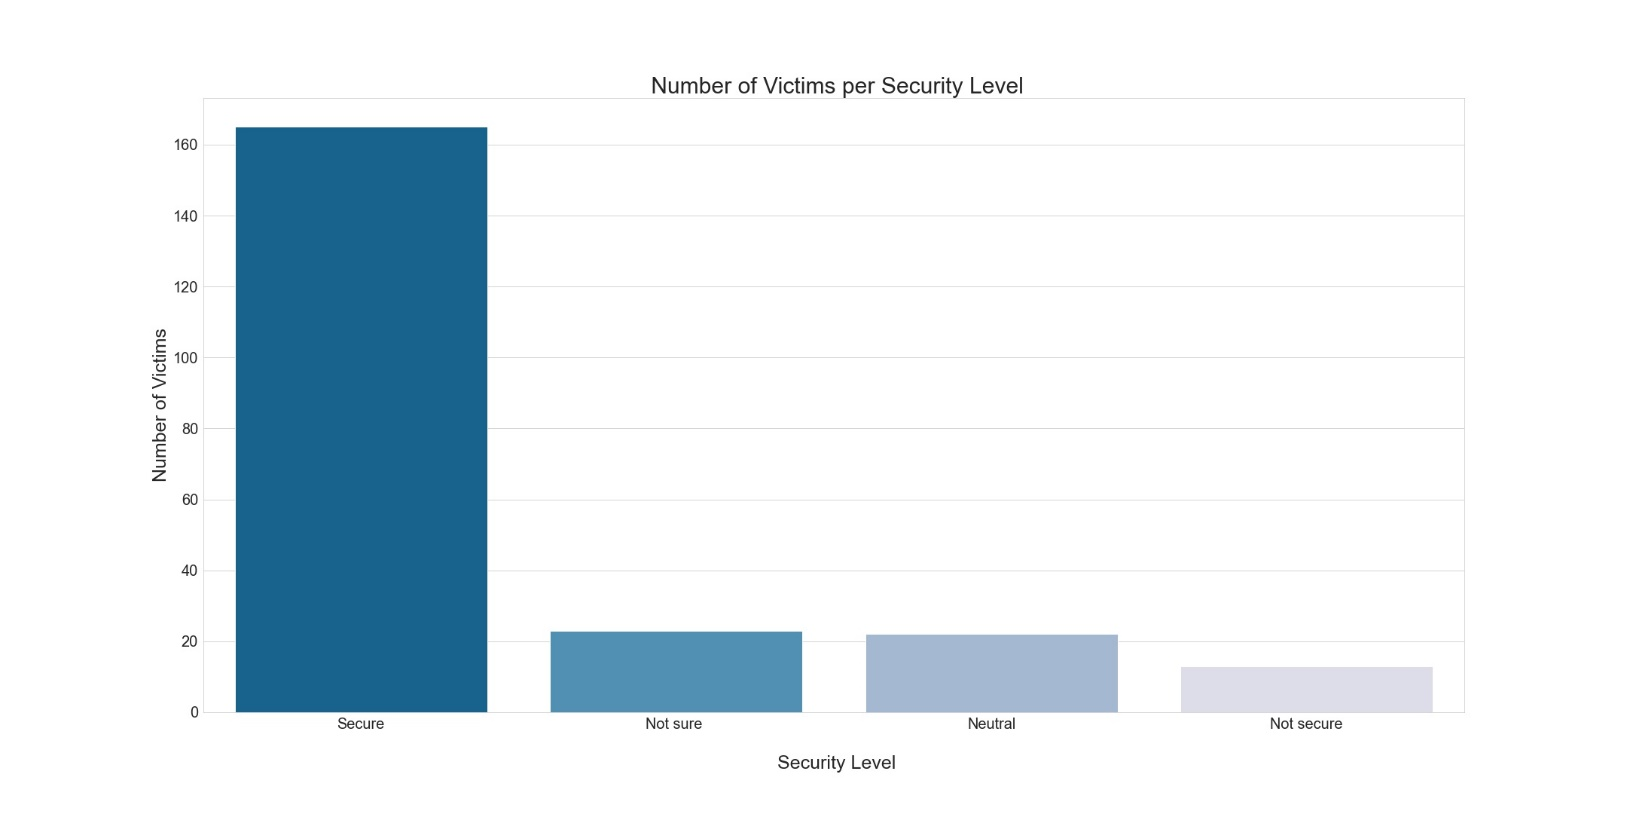 Number of Victims per Security Level
160
140
120
100
80
60
40
20
0
Number of Victims
Secure
Not sure
Neutral
Not secure
Security Level